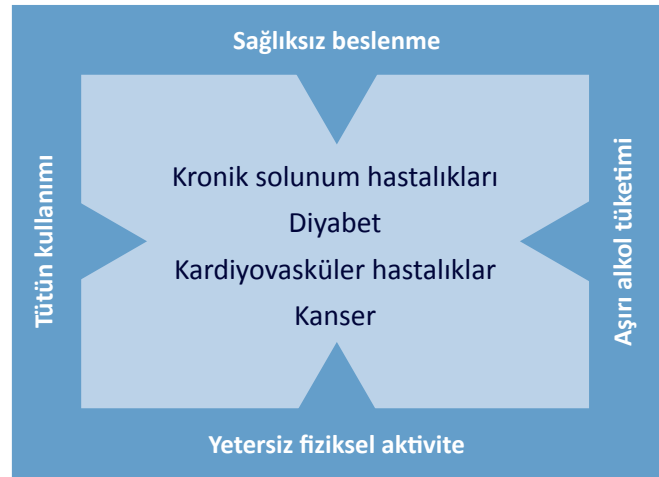 Sağlıksız beslenme
Tütün kullanımı
Kronik solunum hastalıkları
Diyabet
Kardiyovasküler hastalıklar
Kanser
Aşırı alkol tüketimi
Yetersiz fiziksel aktivite